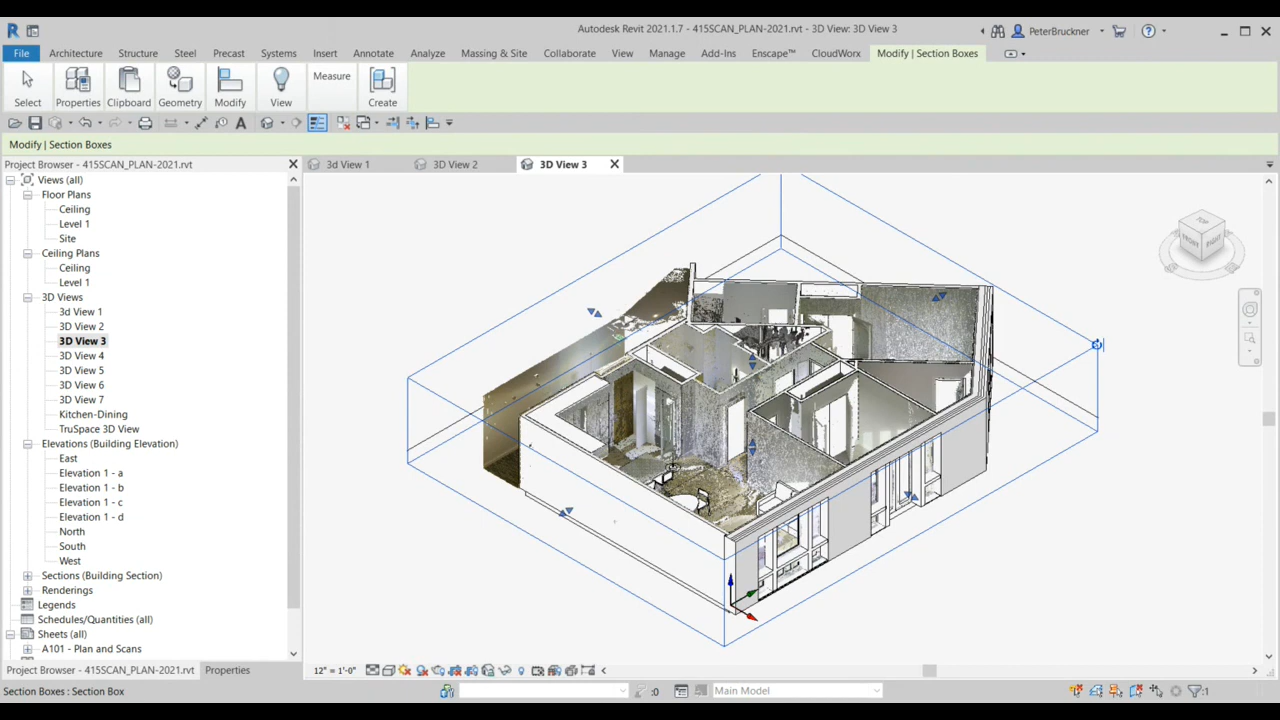 Autodesk Revit 2021.1.7 - 415SCAN_PLAN-2021.rvt - 3D View: 3D View 3
PeterBruckner
File Architecture Structure Steel Precast Systems Insert Annotate Analyze Massing & Site Collaborate View Manage Add-Ins Enscape™ CloudWorx Modify | Section Boxes
Measure
Select Properties Clipboard Geometry Modify View Create
Modify | Section Boxes
Project Browser - 415SCAN_PLAN-2021.rvt
3d View 1 3D View 2 3D View 3
Views (all)
Floor Plans
Ceiling
Level 1
Site
Ceiling Plans
Ceiling
Level 1
3D Views
3d View 1
3D View 2
3D View 3
3D View 4
3D View 5
3D View 6
3D View 7
Kitchen-Dining
TruSpace 3D View
Elevations (Building Elevation)
East
Elevation 1 - a
Elevation 1 - b
Elevation 1 - c
Elevation 1 - d
North
South
West
Sections (Building Section)
Renderings
Legends
Schedules/Quantities (all)
Sheets (all)
A101 - Plan and Scans
TOP
FRONT RIGHT
Project Browser - 415SCAN_PLAN-2021.rvt Properties
12" = 1'-0"
Section Boxes : Section Box
:0
Main Model
:1